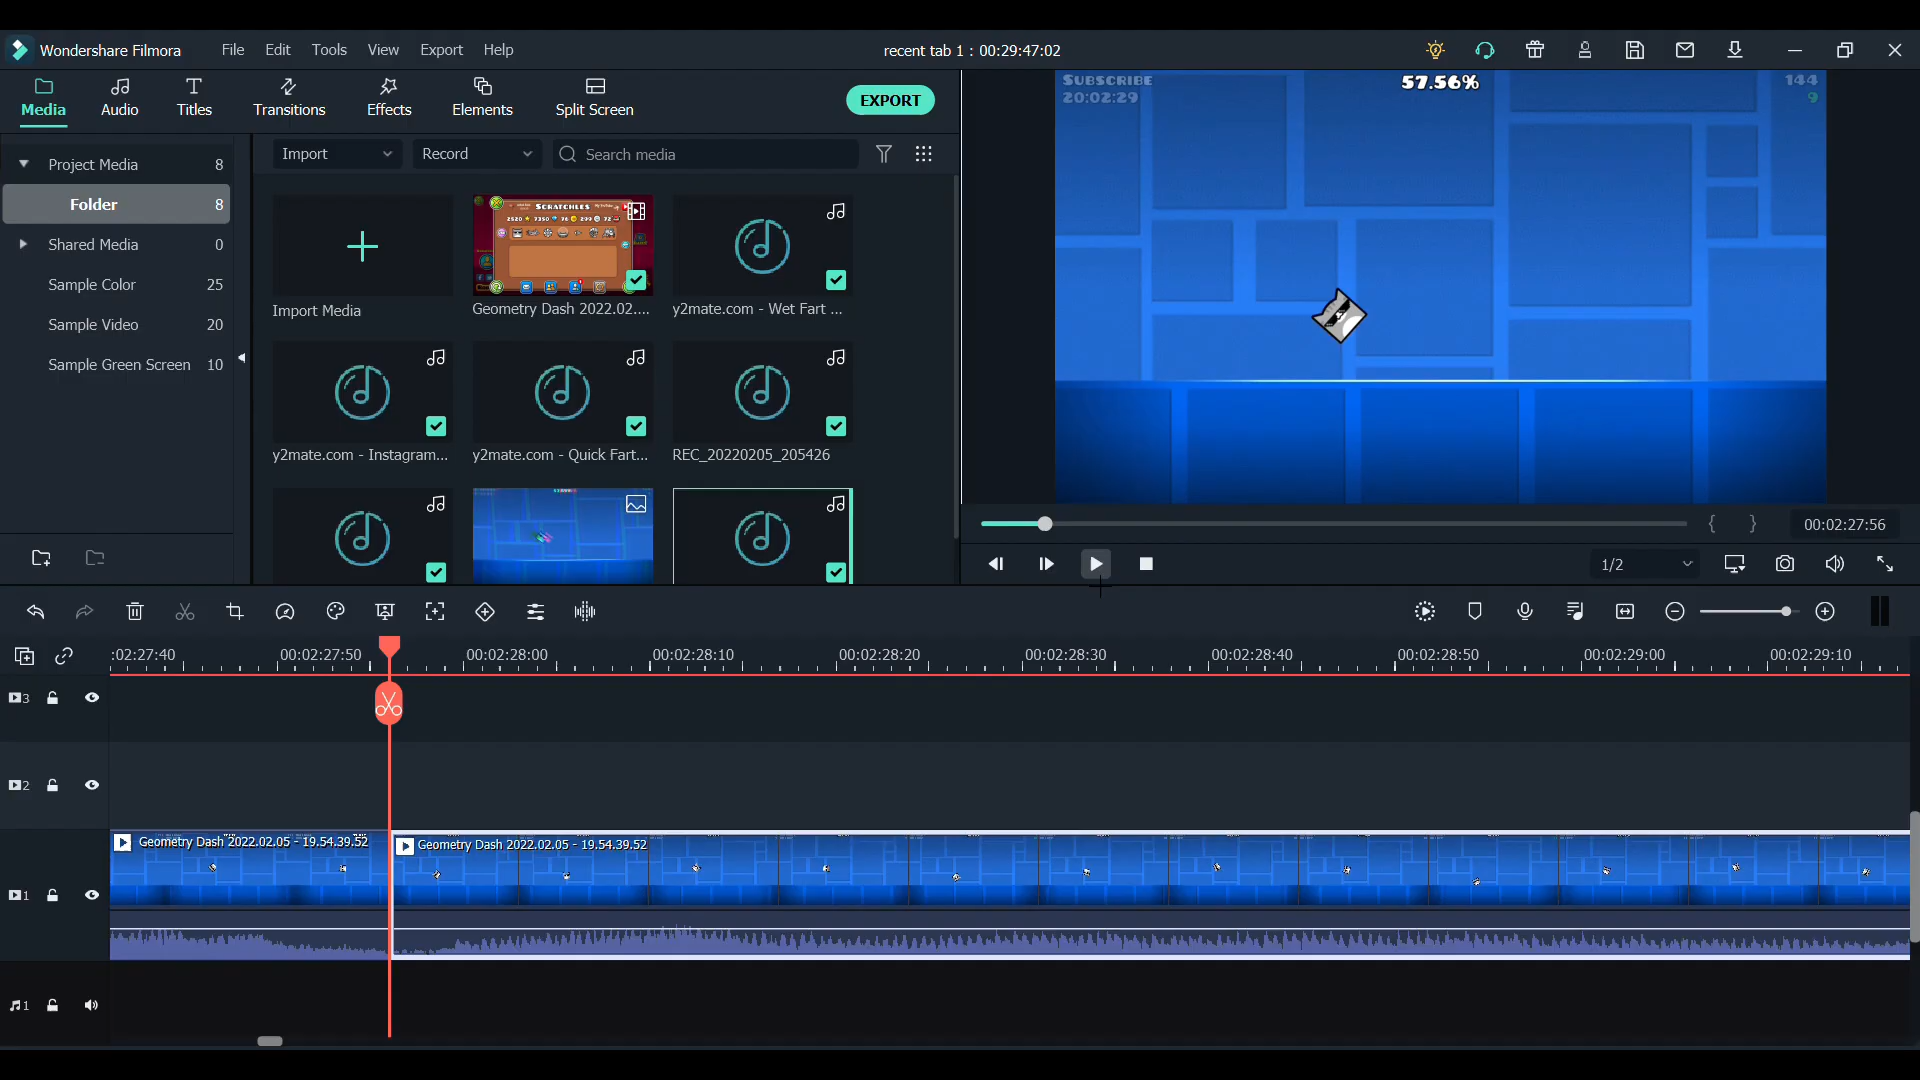 Wondershare Filmora File Edit Tools View Export Help recent tab 1 : 00:29:47:02
Media Audio Titles Transitions Effects Elements Split Screen EXPORT
Project Media 8
Folder 8
Shared Media 0
Sample Color 25
Sample Video 20
Sample Green Screen 10
Import Record Search media
SCRATCHLES
Import Media
Geometry Dash 2022.02....
y2mate.com - Wet Fart ...
y2mate.com - Instagram...
y2mate.com - Quick Fart...
REC_20220205_205426
SUBSCRIBE 57.56% 144
20:02:29 9
{ } 00:02:27:56
1/2
:02:27:40 00:02:27:50 00:02:28:00 00:02:28:10 00:02:28:20 00:02:28:30 00:02:28:40 00:02:28:50 00:02:29:00 00:02:29:10
3
2
Geometry Dash 2022.02.05 - 19.54.39.52 Geometry Dash 2022.02.05 - 19.54.39.52
1
1